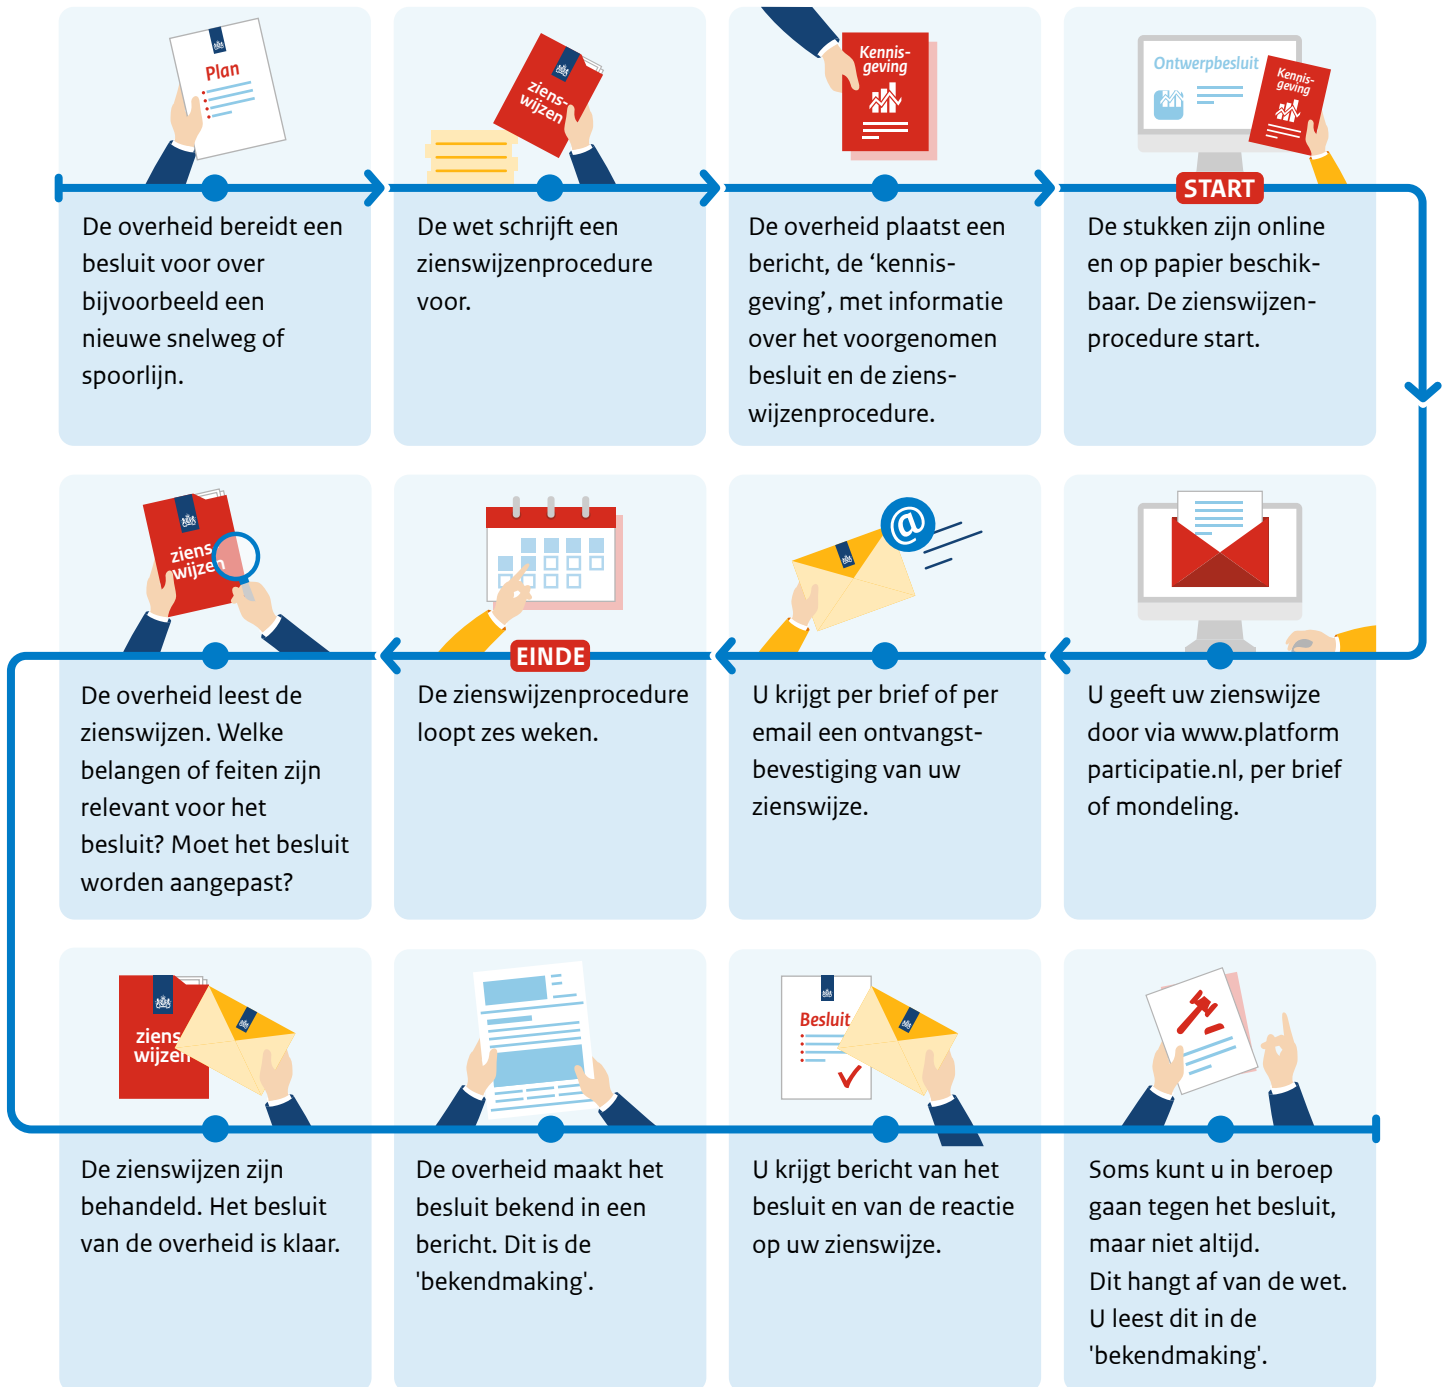 Plan
De overheid bereidt een
besluit voor over
bijvoorbeeld een
nieuwe snelweg of
spoorlijn.
ziens-
wijzen
De wet schrijft een
zienswijzenprocedure
voor.
Kennis-
geving
De overheid plaatst een
bericht, de ‘kennis-
geving’, met informatie
over het voorgenomen
besluit en de ziens-
wijzenprocedure.
Ontwerpbesluit
Kennis-
geving
START
De stukken zijn online
en op papier beschik-
baar. De zienswijzen-
procedure start.
@
U geeft uw zienswijze
door via www.platform
participatie.nl, per brief
of mondeling.
U krijgt per brief of per
email een ontvangst-
bevestiging van uw
zienswijze.
EINDE
De zienswijzenprocedure
loopt zes weken.
ziens
wijzen
De overheid leest de
zienswijzen. Welke
belangen of feiten zijn
relevant voor het
besluit? Moet het besluit
worden aangepast?
ziens
wijzen
De zienswijzen zijn
behandeld. Het besluit
van de overheid is klaar.
De overheid maakt het
besluit bekend in een
bericht. Dit is de
'bekendmaking'.
Besluit
U krijgt bericht van het
besluit en van de reactie
op uw zienswijze.
Soms kunt u in beroep
gaan tegen het besluit,
maar niet altijd.
Dit hangt af van de wet.
U leest dit in de
'bekendmaking'.